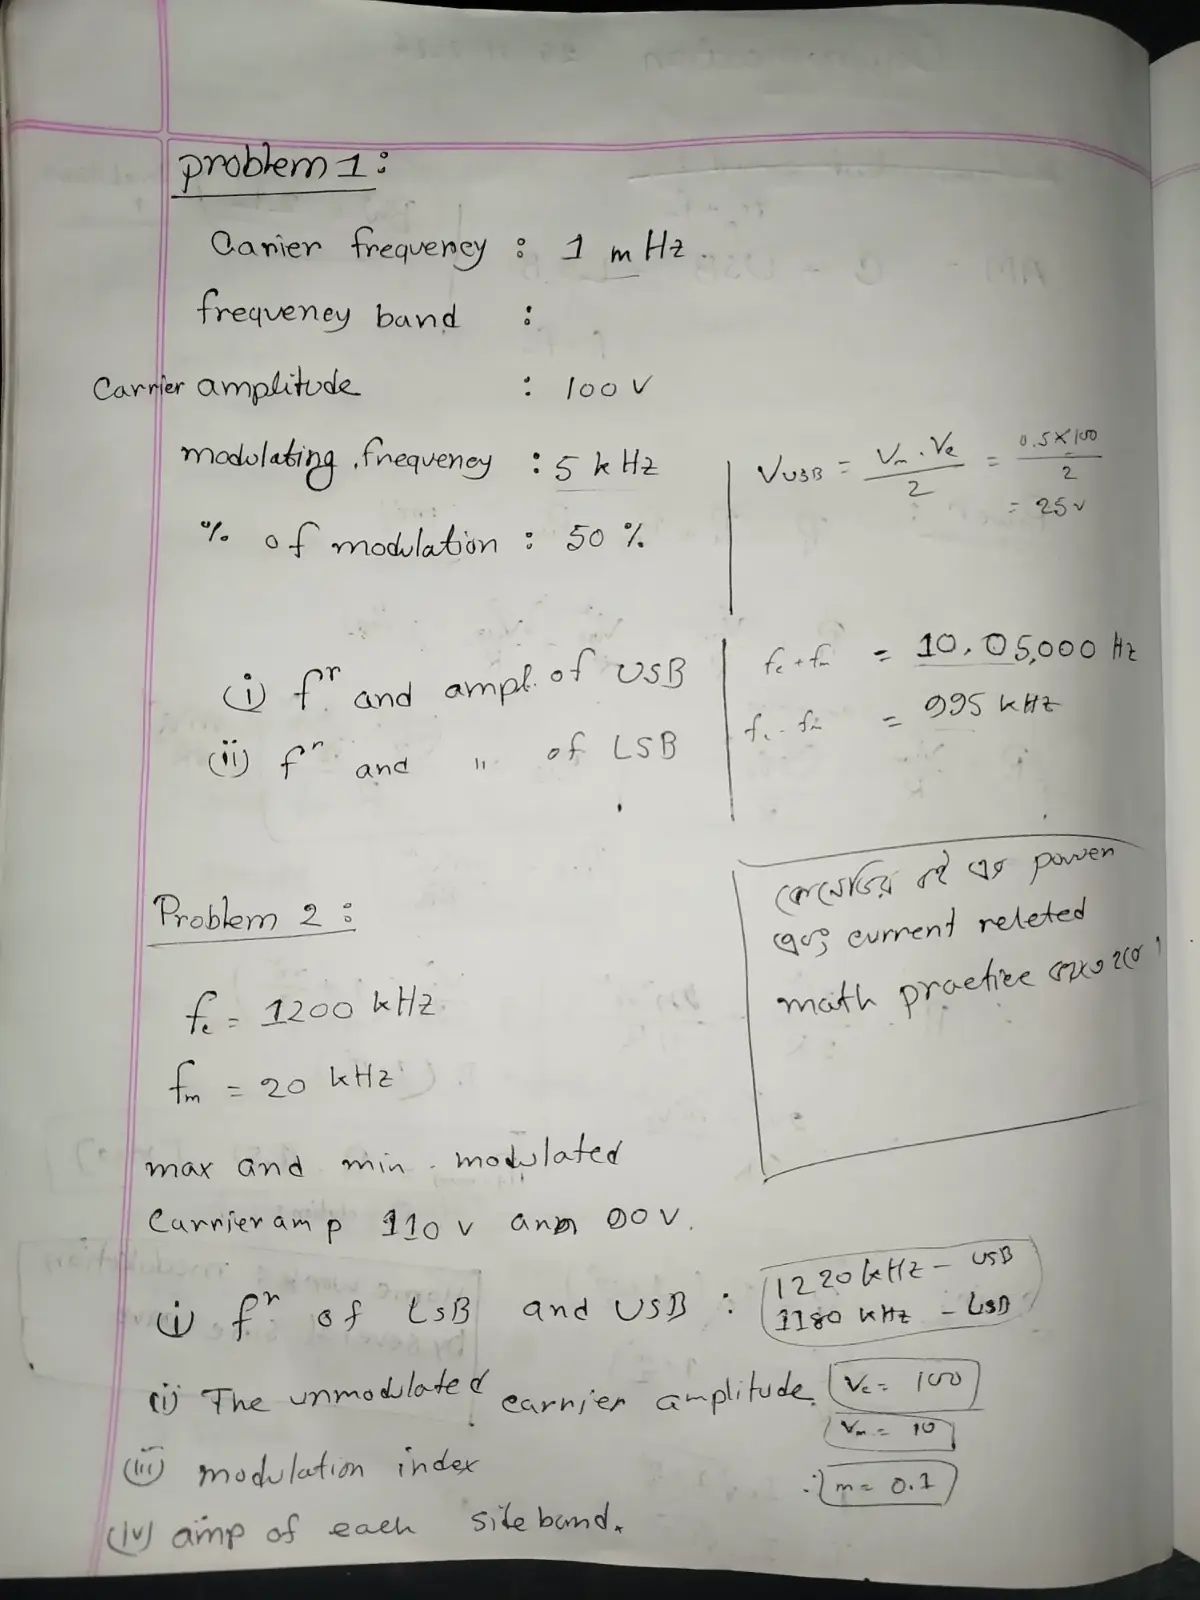 problem 1 :
Carrier frequency : 1 mHz.
frequency band :
Carrier amplitude : 100 V
modulating frequency : 5 kHz
% of modulation : 50 %
V USB = Vm . Vc / 2 = 0.5 × 100 / 2
= 25 v
(i) f^r and ampl. of USB
fc + fm = 10,05,000 Hz
(ii) f^r and " of LSB
fc - fm = 995 kHz
Problem 2 :
fc = 1200 kHz.
fm = 20 kHz
max and min. modulated
Carrier amp 110 v and 90 v.
(i) f^r of LSB and USB :
1220 kHz – USB
1180 kHz – LSB
(ii) The unmodulated carrier amplitude.
Vc = 100
Vm = 10
(iii) modulation index
∴ m = 0.1
(iv) amp of each side band.
বই এর power
এবং current releted
math practice